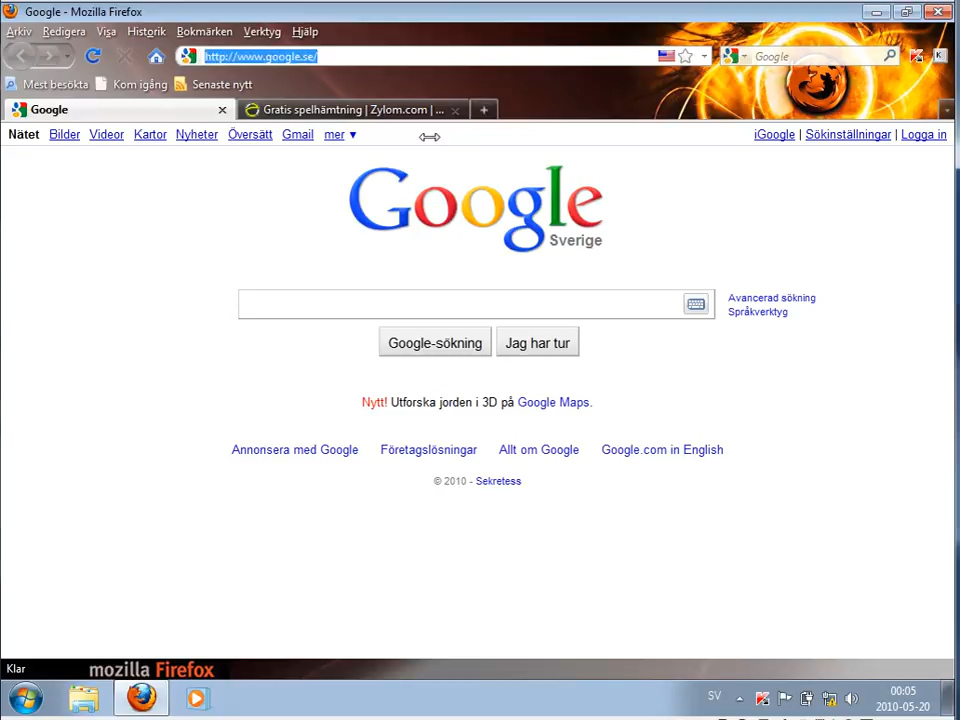 Google - Mozilla Firefox
Arkiv Redigera Visa Historik Bokmärken Verktyg Hjälp
http://www.google.se/ Google K
Mest besökta Kom igång Senaste nytt
Google Gratis spelhämtning | Zylom.com | ...
Nätet Bilder Videor Kartor Nyheter Översätt Gmail mer ▼ iGoogle | Sökinställningar | Logga in
Google
Sverige
Avancerad sökning
Språkverktyg
Google-sökning Jag har tur
Nytt! Utforska jorden i 3D på Google Maps.
Annonsera med Google Företagslösningar Allt om Google Google.com in English
© 2010 - Sekretess
Klar mozilla Firefox
SV 00:05
2010-05-20